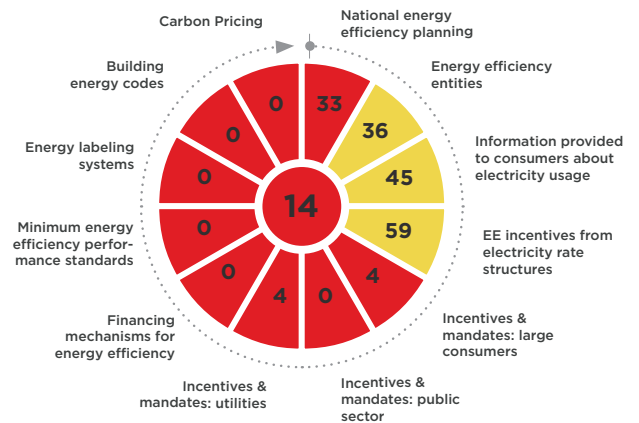 Carbon Pricing
National energy
efficiency planning
Energy efficiency
entities
Information provided
to consumers about
electricity usage
EE incentives from
electricity rate
structures
Incentives &
mandates: large
consumers
Incentives &
mandates: public
sector
Incentives &
mandates: utilities
Financing
mechanisms for
energy efficiency
Minimum energy
efficiency perfor-
mance standards
Energy labeling
systems
Building
energy codes
0
33
36
45
59
4
0
4
0
0
0
0
14